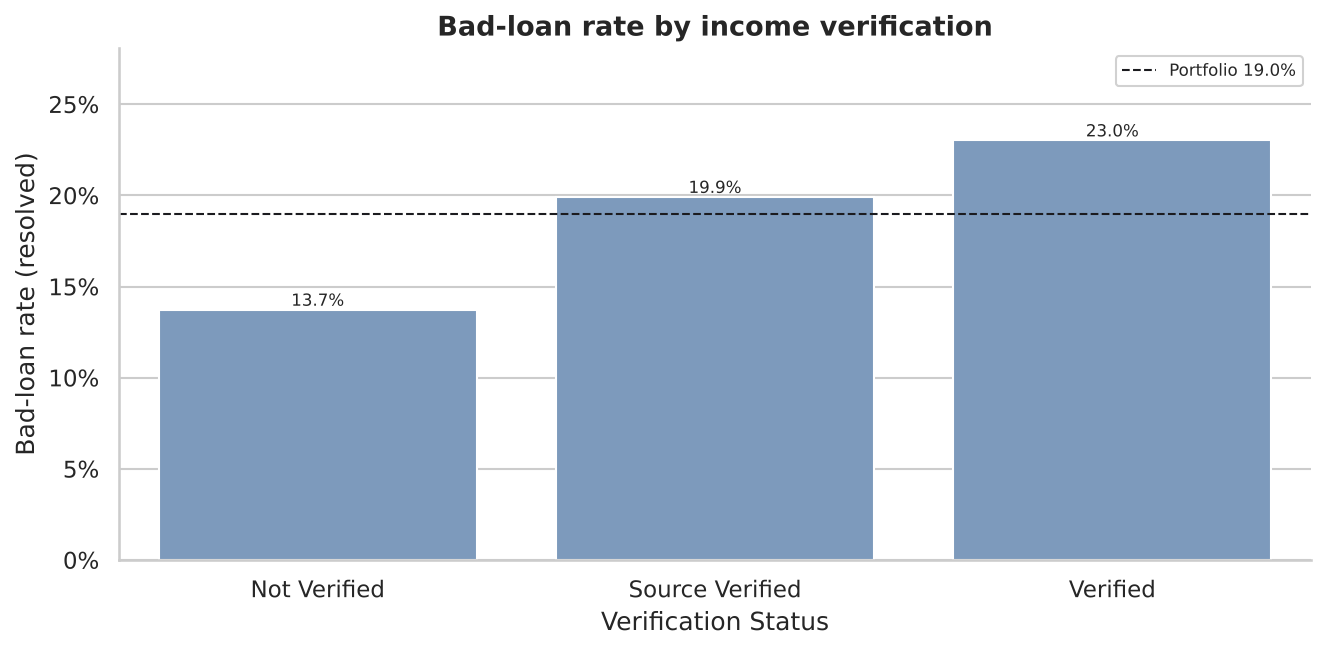 Bad-loan rate by income verification
Portfolio 19.0%
Bad-loan rate (resolved)
25%
20%
15%
10%
5%
0%
13.7%
19.9%
23.0%
Not Verified
Source Verified
Verified
Verification Status